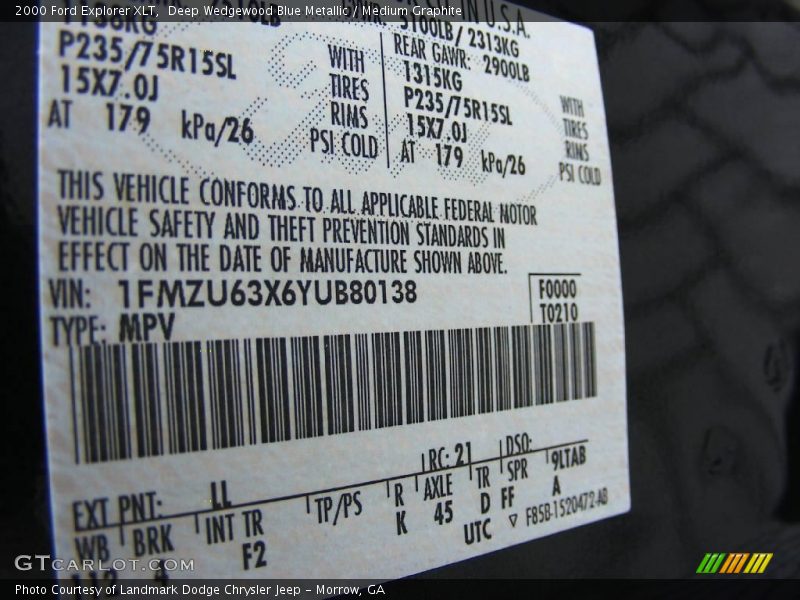 2000 Ford Explorer XLT, Deep Wedgewood Blue Metallic / Medium Graphite
U.S.A.
5100LB / 2313KG
P235/75R15SL WITH
15X7.0J TIRES
RIMS
AT 179 kPa/26 PSI COLD
REAR GAWR: 2900LB
1315KG
P235/75R15SL WITH
15X7.0J TIRES
RIMS
AT 179 kPa/26 PSI COLD
THIS VEHICLE CONFORMS TO ALL APPLICABLE FEDERAL MOTOR
VEHICLE SAFETY AND THEFT PREVENTION STANDARDS IN
EFFECT ON THE DATE OF MANUFACTURE SHOWN ABOVE.
VIN: 1FMZU63X6YUB80138
TYPE: MPV
F0000
T0210
EXT PNT: LL RC: 21 DSO:
WB BRK INT TR TP/PS R AXLE TR SPR 9LTAB
4 F2 K 45 D FF A
UTC ▽ F85B-1520472-AB
GTCARLOT.COM
Photo Courtesy of Landmark Dodge Chrysler Jeep – Morrow, GA